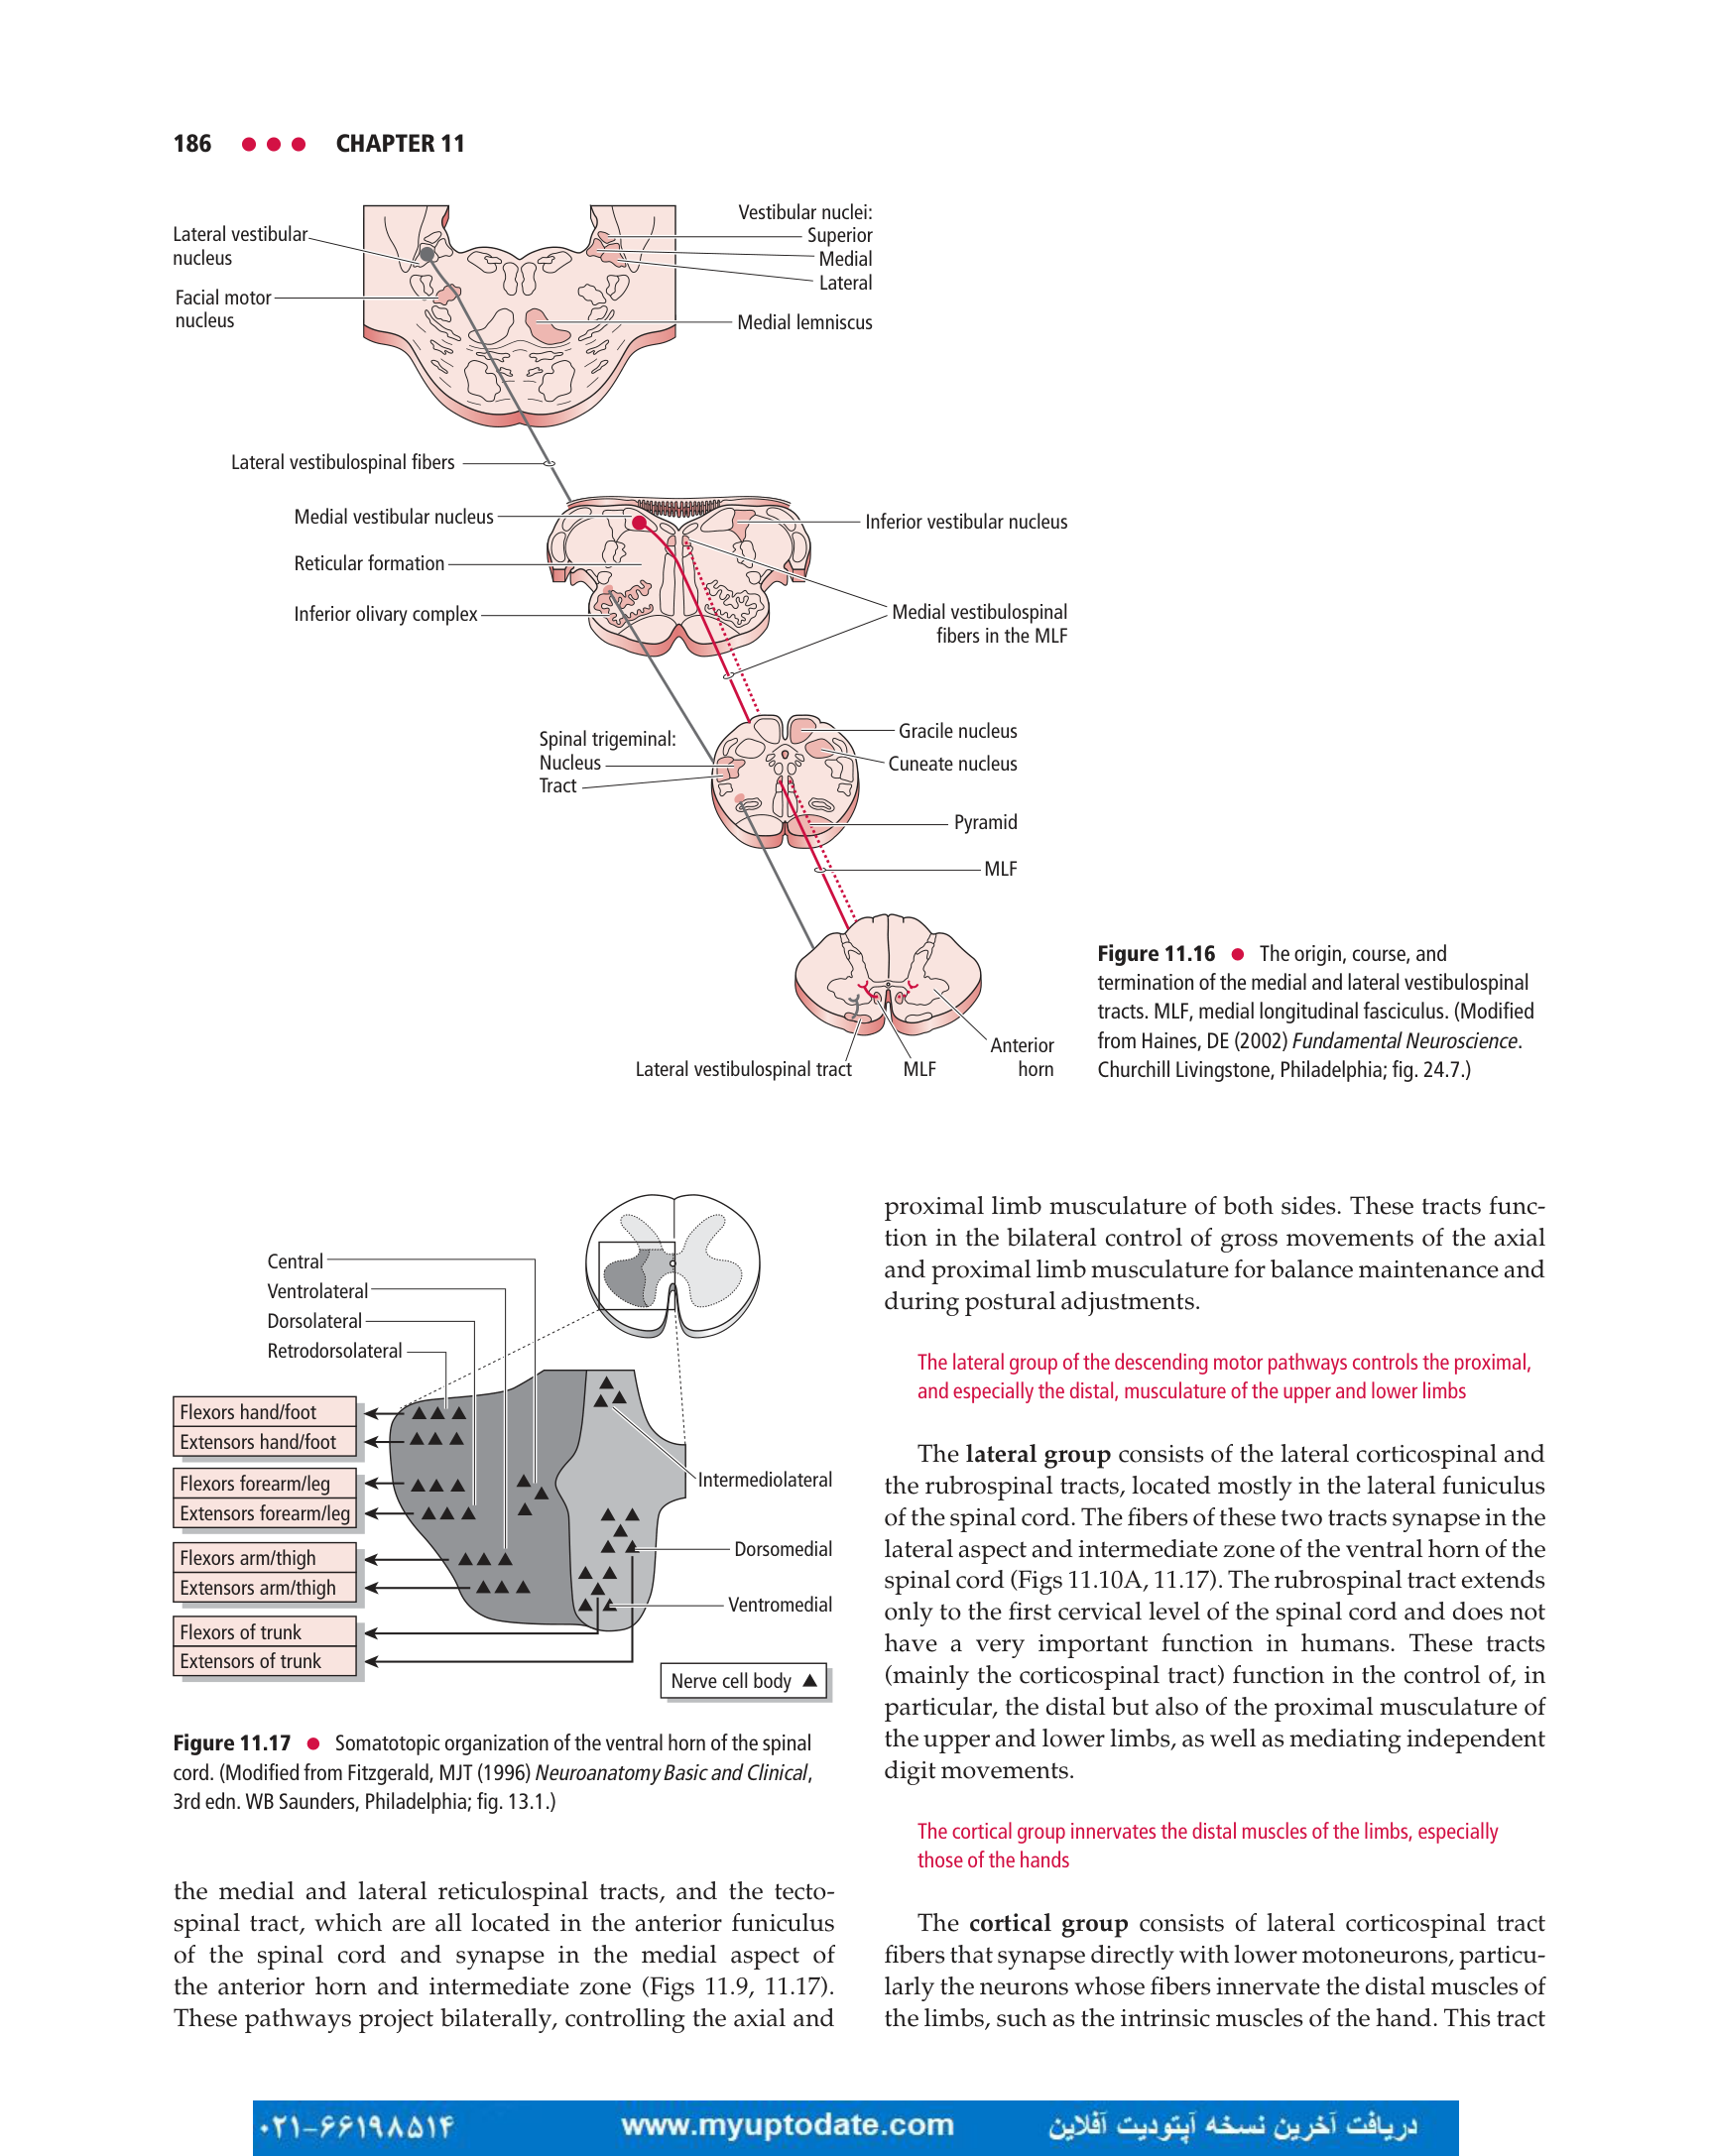 186 ● ● ● CHAPTER 11
Lateral vestibular
nucleus
Facial motor
nucleus
Vestibular nuclei:
Superior
Medial
Lateral
Medial lemniscus
Lateral vestibulospinal fibers
Medial vestibular nucleus
Reticular formation
Inferior olivary complex
Inferior vestibular nucleus
Medial vestibulospinal
fibers in the MLF
Spinal trigeminal:
Nucleus
Tract
Gracile nucleus
Cuneate nucleus
Pyramid
MLF
Anterior
horn
Lateral vestibulospinal tract
MLF
Figure 11.16 ● The origin, course, and
termination of the medial and lateral vestibulospinal
tracts. MLF, medial longitudinal fasciculus. (Modified
from Haines, DE (2002) Fundamental Neuroscience.
Churchill Livingstone, Philadelphia; fig. 24.7.)
Central
Ventrolateral
Dorsolateral
Retrodorsolateral
Flexors hand/foot
Extensors hand/foot
Flexors forearm/leg
Extensors forearm/leg
Flexors arm/thigh
Extensors arm/thigh
Flexors of trunk
Extensors of trunk
Intermediolateral
Dorsomedial
Ventromedial
Nerve cell body ▲
Figure 11.17 ● Somatotopic organization of the ventral horn of the spinal
cord. (Modified from Fitzgerald, MJT (1996) Neuroanatomy Basic and Clinical,
3rd edn. WB Saunders, Philadelphia; fig. 13.1.)
the medial and lateral reticulospinal tracts, and the tecto-
spinal tract, which are all located in the anterior funiculus
of the spinal cord and synapse in the medial aspect of
the anterior horn and intermediate zone (Figs 11.9, 11.17).
These pathways project bilaterally, controlling the axial and
proximal limb musculature of both sides. These tracts func-
tion in the bilateral control of gross movements of the axial
and proximal limb musculature for balance maintenance and
during postural adjustments.
The lateral group of the descending motor pathways controls the proximal,
and especially the distal, musculature of the upper and lower limbs
The lateral group consists of the lateral corticospinal and
the rubrospinal tracts, located mostly in the lateral funiculus
of the spinal cord. The fibers of these two tracts synapse in the
lateral aspect and intermediate zone of the ventral horn of the
spinal cord (Figs 11.10A, 11.17). The rubrospinal tract extends
only to the first cervical level of the spinal cord and does not
have a very important function in humans. These tracts
(mainly the corticospinal tract) function in the control of, in
particular, the distal but also of the proximal musculature of
the upper and lower limbs, as well as mediating independent
digit movements.
The cortical group innervates the distal muscles of the limbs, especially
those of the hands
The cortical group consists of lateral corticospinal tract
fibers that synapse directly with lower motoneurons, particu-
larly the neurons whose fibers innervate the distal muscles of
the limbs, such as the intrinsic muscles of the hand. This tract
۰۲۱-۶۶۱۹۸۵۱۴ www.myuptodate.com دریافت آخرین نسخه آپتودیت آفلاین